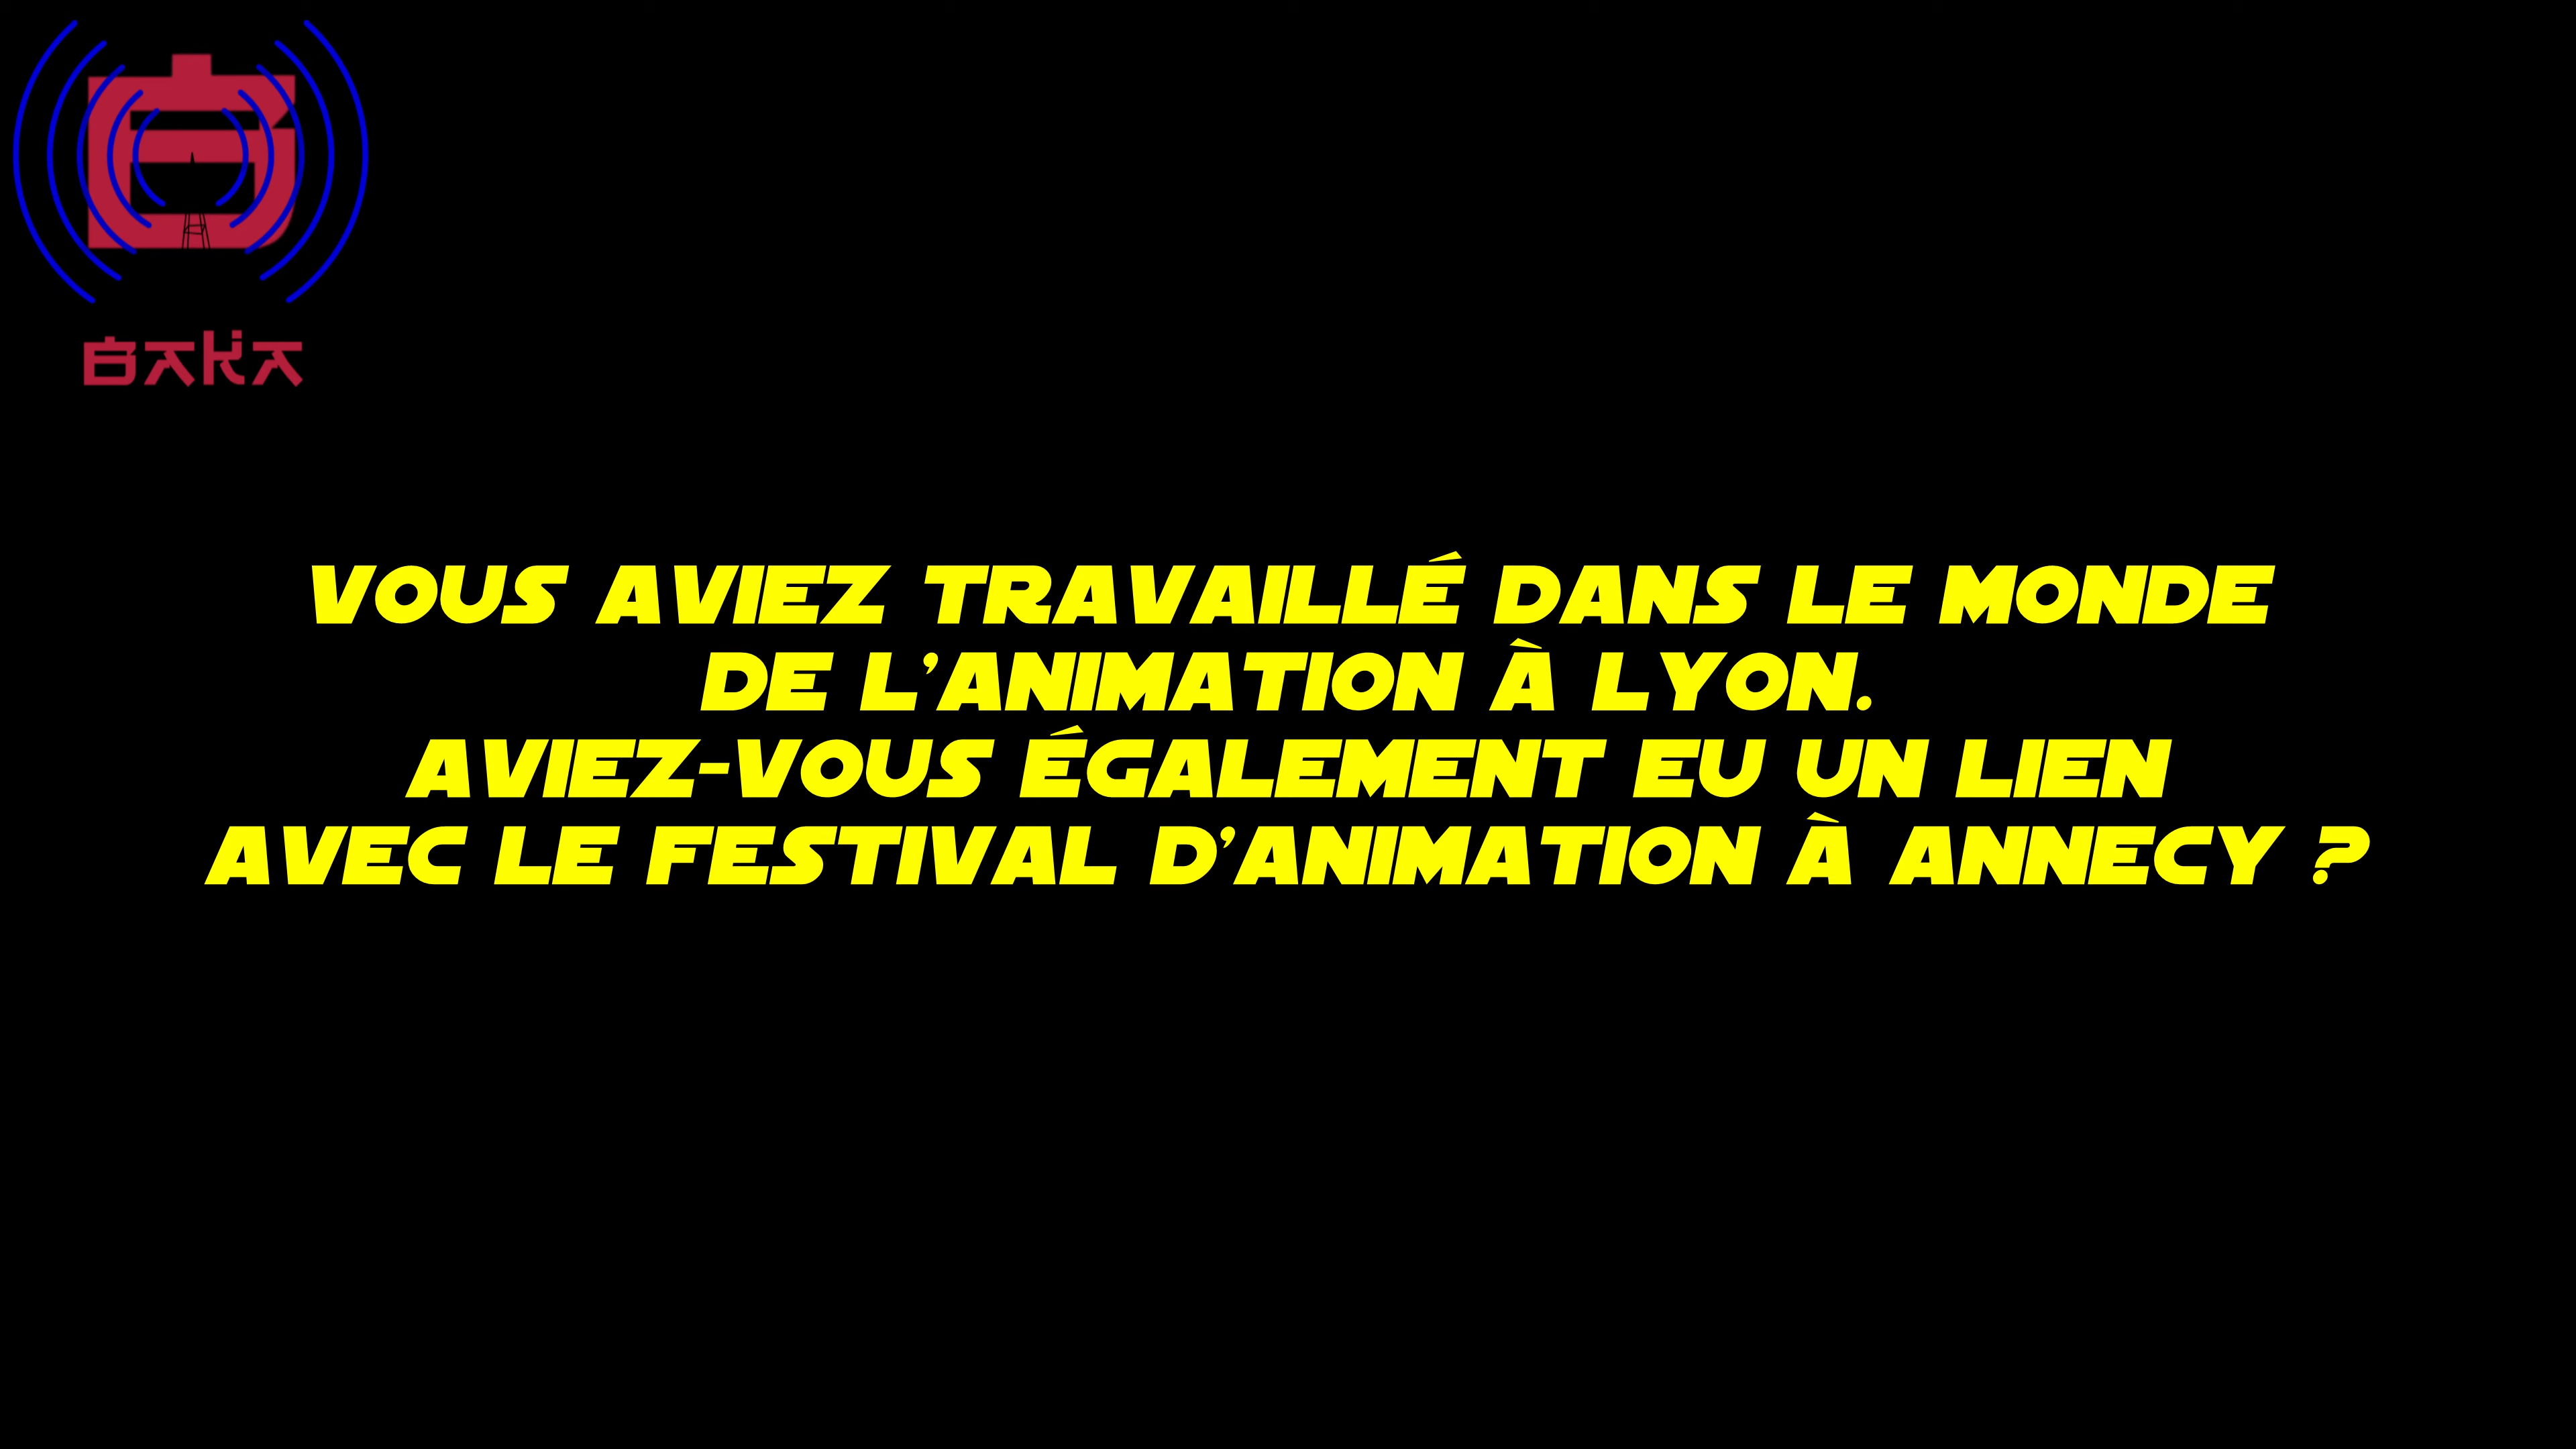 BAKA
VOUS AVIEZ TRAVAILLÉ DANS LE MONDE
DE L'ANIMATION À LYON.
AVIEZ-VOUS ÉGALEMENT EU UN LIEN
AVEC LE FESTIVAL D'ANIMATION À ANNECY ?